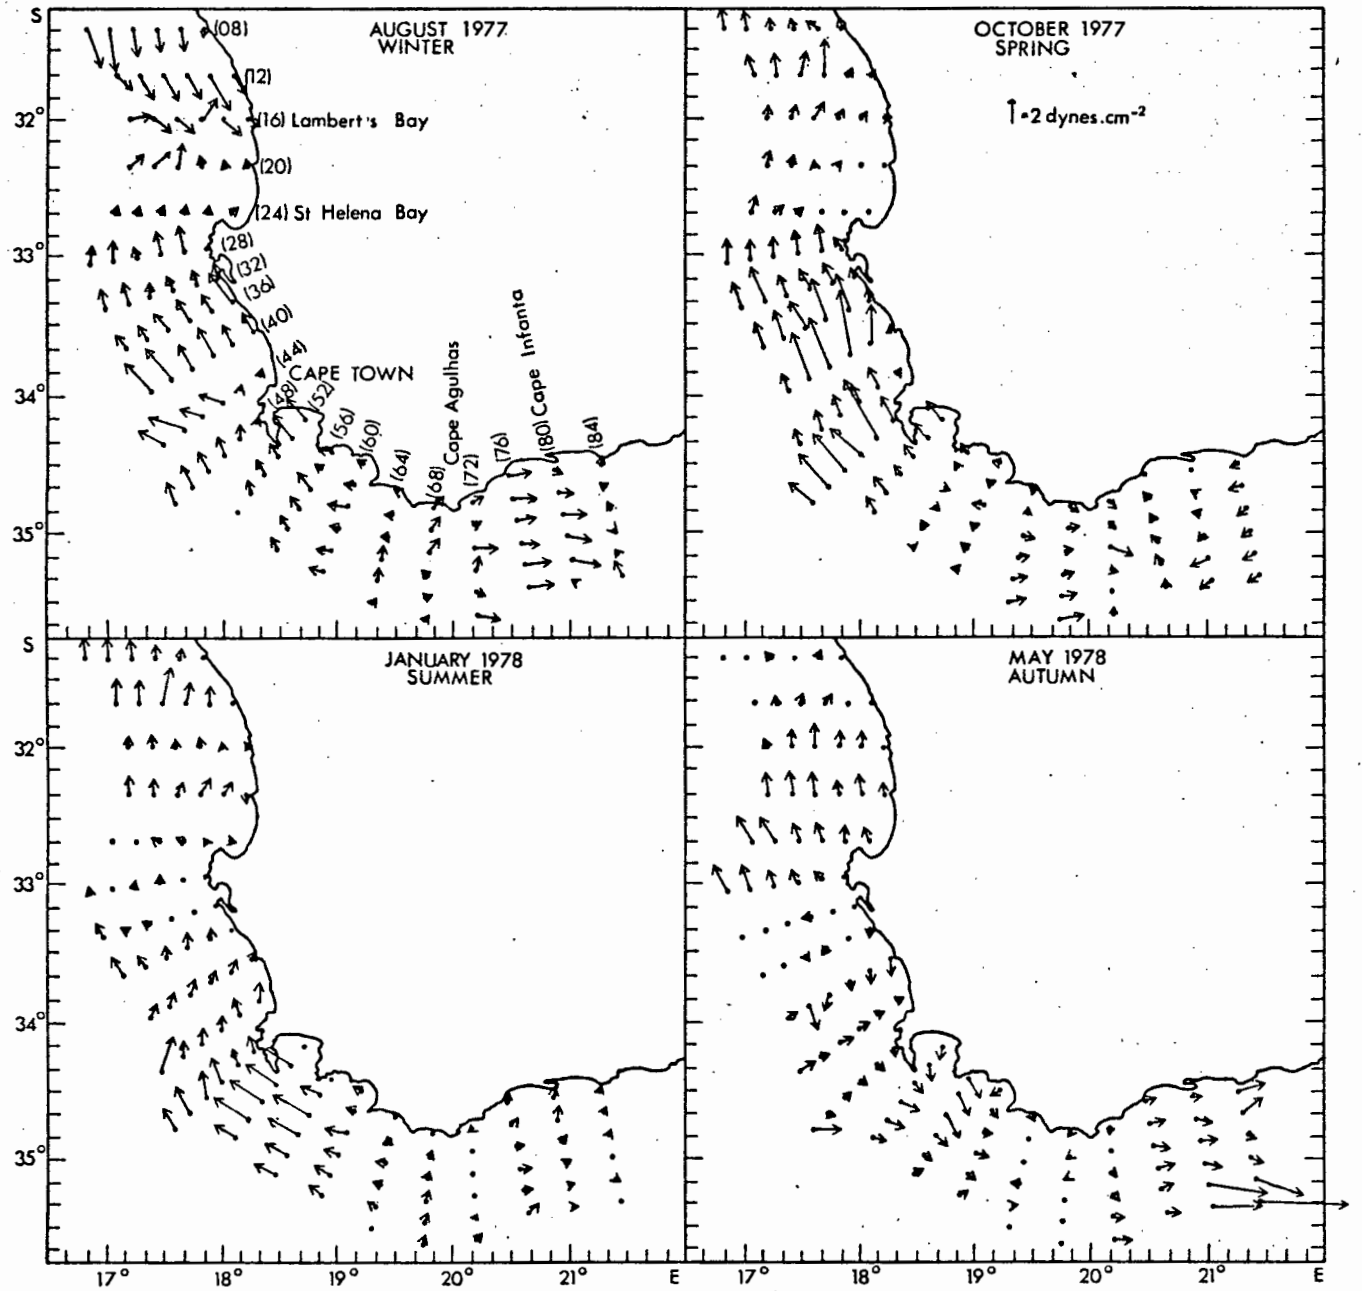 S
AUGUST 1977
WINTER
(08)
(12)
32°
(16) Lambert's Bay
(20)
(24) St Helena Bay
33°
(28)
(32)
(36)
(40)
(44)
CAPE TOWN
34°
(48)
(52)
(56)
(60)
(64)
(68)
Cape Agulhas
(72)
(76)
(80) Cape Infanta
(84)
35°
OCTOBER 1977
SPRING
=2 dynes.cm-2
S
JANUARY 1978
SUMMER
32°
33°
34°
35°
17° 18° 19° 20° 21° E
MAY 1978
AUTUMN
17° 18° 19° 20° 21° E